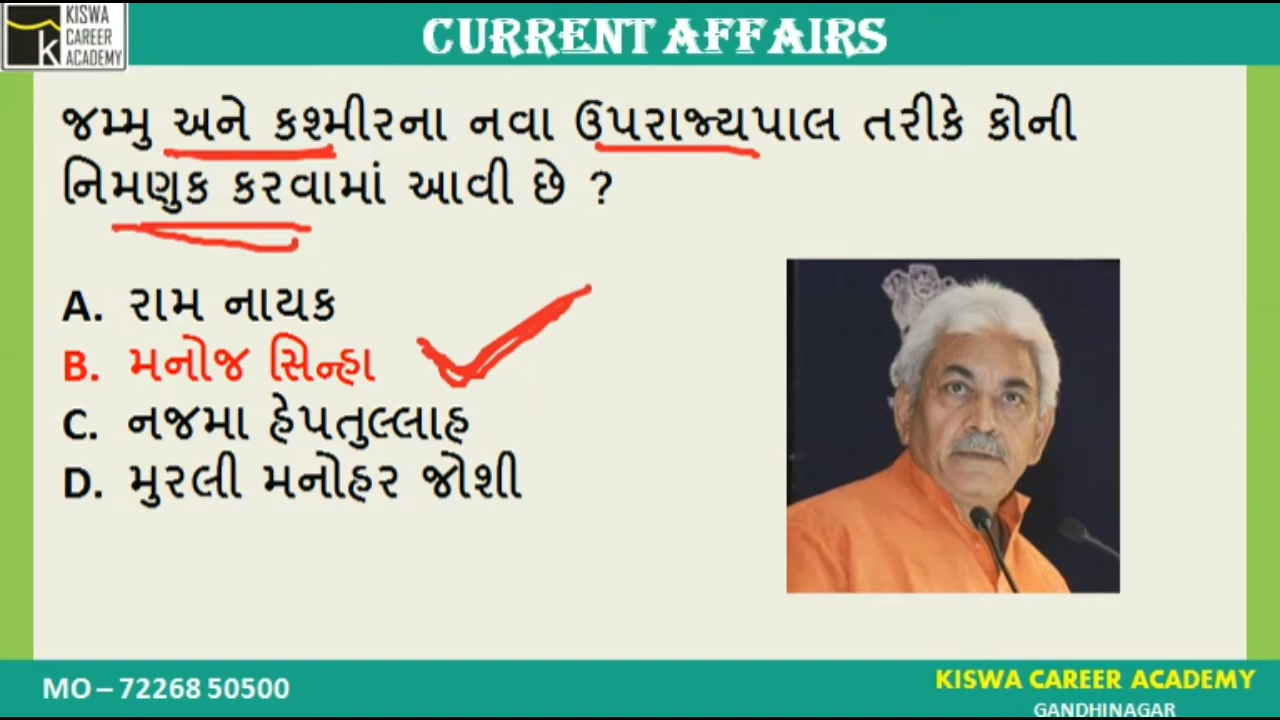 KISWA
CAREER
ACADEMY
K
CURRENT AFFAIRS
જમ્મુ અને કશ્મીરના નવા ઉપરાજ્યપાલ તરીકે કોની
નિમણુક કરવામાં આવી છે ?
A. રામ નાયક
B. મનોજ સિન્હા
C. નજમા હેપતુલ્લાહ
D. મુરલી મનોહર જોશી
MO – 72268 50500
KISWA CAREER ACADEMY
GANDHINAGAR